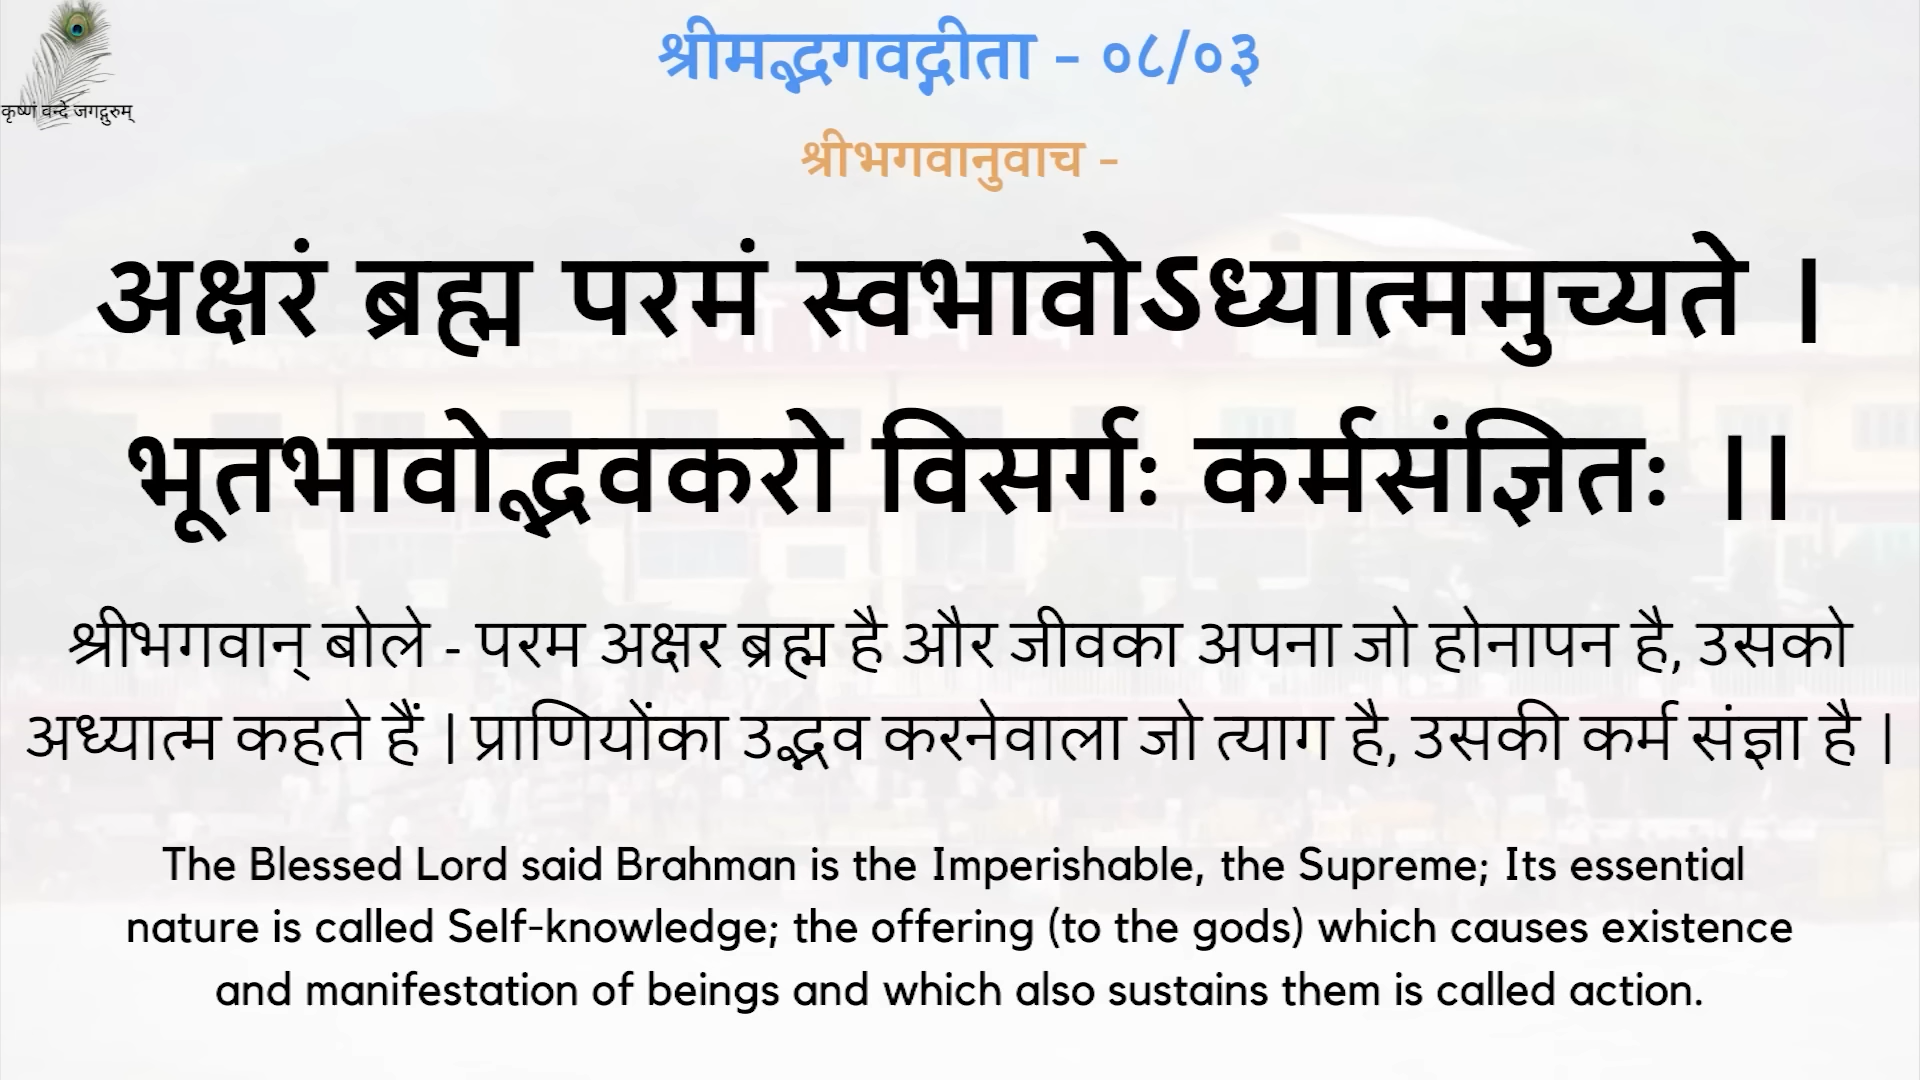 श्रीमद्भगवद्गीता - ०८/०३
कृष्णं वन्दे जगद्गुरुम्
श्रीभगवानुवाच -
अक्षरं ब्रह्म परमं स्वभावोऽध्यात्ममुच्यते |
भूतभावोद्भवकरो विसर्गः कर्मसंज्ञितः ||
श्रीभगवान् बोले - परम अक्षर ब्रह्म है और जीवका अपना जो होनापन है, उसको
अध्यात्म कहते हैं | प्राणियोंका उद्भव करनेवाला जो त्याग है, उसकी कर्म संज्ञा है |
The Blessed Lord said Brahman is the Imperishable, the Supreme; Its essential
nature is called Self-knowledge; the offering (to the gods) which causes existence
and manifestation of beings and which also sustains them is called action.